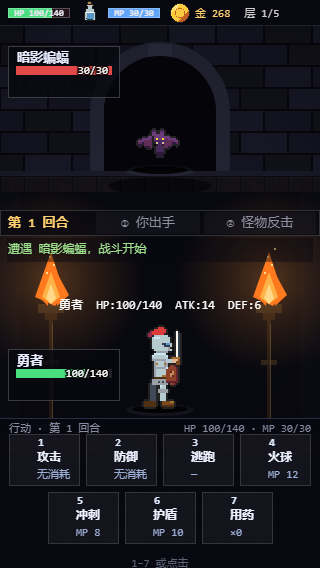 HP 100/140 MP 30/30 金 268 层 1/5
暗影蝙蝠
30/30
第 1 回合 ① 你出手 ② 怪物反击
遭遇 暗影蝙蝠，战斗开始
勇者 HP:100/140 ATK:14 DEF:6
勇者
100/140
行动 · 第 1 回合 HP 100/140 · MP 30/30
1 2 3 4
攻击 防御 逃跑 火球
无消耗 无消耗 — MP 12
5 6 7
冲刺 护盾 用药
MP 8 MP 10 ×0
1-7 或点击